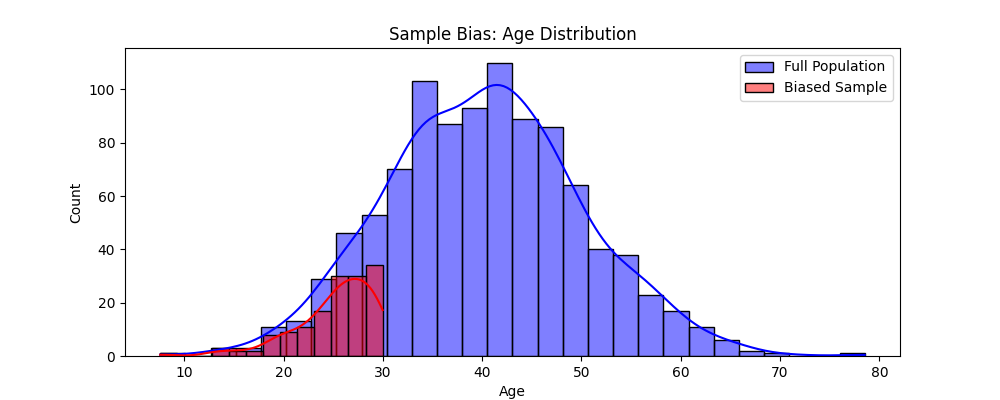 Sample Bias: Age Distribution
Full Population
Biased Sample
100
80
60
40
20
0
Count
10 20 30 40 50 60 70 80
Age